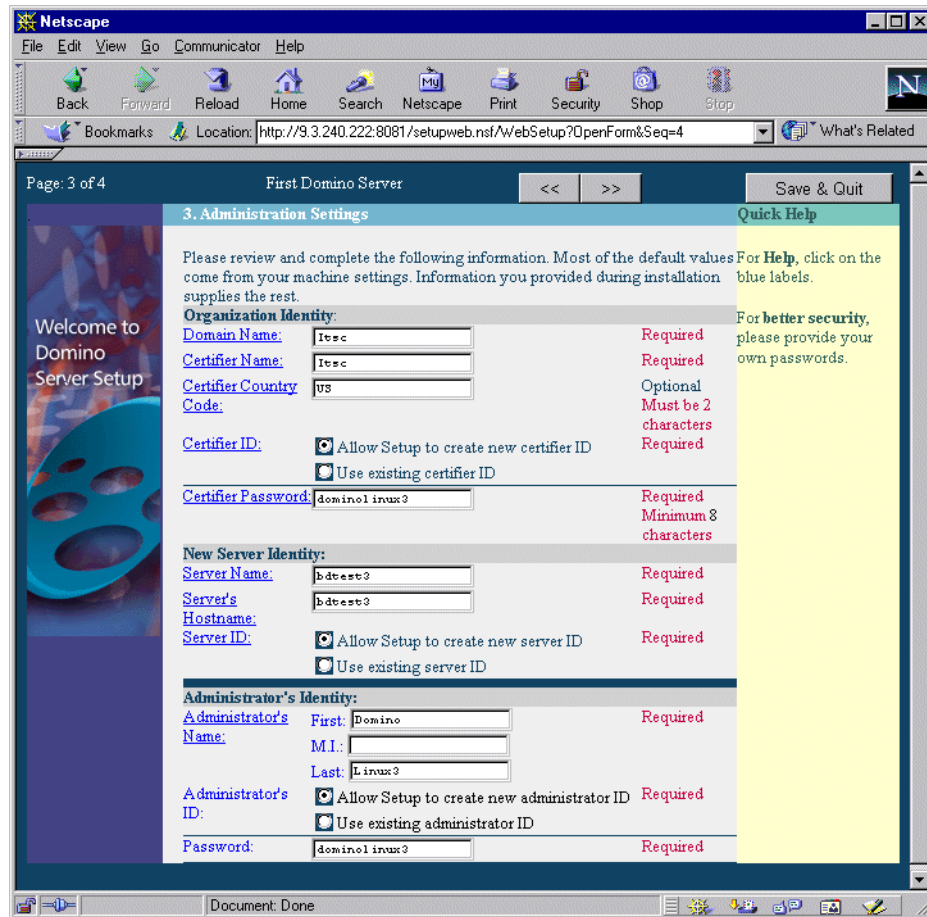 Netscape
File Edit View Go Communicator Help
My
N
Back Forward Reload Home Search Netscape Print Security Shop Stop
Bookmarks Location: http://9.3.240.222:8081/setupweb.nsf/WebSetup?OpenForm&Seq=4 What's Related
Page: 3 of 4 First Domino Server << >> Save & Quit
3. Administration Settings
Quick Help
Please review and complete the following information. Most of the default values
come from your machine settings. Information you provided during installation
supplies the rest.
For Help, click on the
blue labels.
For better security,
please provide your
own passwords.
Welcome to
Domino
Server Setup
Organization Identity:
Domain Name: Itsc Required
Certifier Name: Itsc Required
Certifier Country US Optional
Code: Must be 2
characters
Certifier ID: Allow Setup to create new certifier ID Required
Use existing certifier ID
Certifier Password: dominolinux3 Required
Minimum 8
characters
New Server Identity:
Server Name: bdtest3 Required
Server's bdtest3 Required
Hostname:
Server ID: Allow Setup to create new server ID Required
Use existing server ID
Administrator's Identity:
Administrator's First: Domino Required
Name:
M.I.:
Last: Linux3
Administrator's Allow Setup to create new administrator ID Required
ID:
Use existing administrator ID
Password: dominolinux3 Required
Document: Done